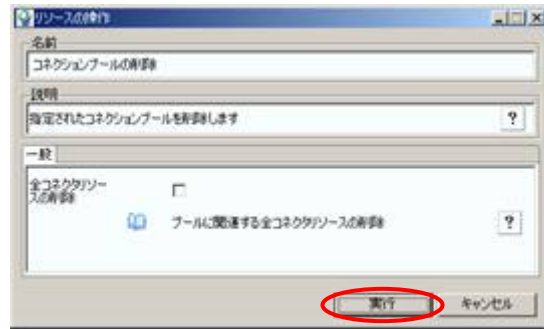 リソースの操作
名前
コネクションプールの削除
説明
指定されたコネクションプールを削除します
?
一般
全コネクタリソー
スの削除
プールに関連する全コネクタリソースの削除
?
実行
キャンセル